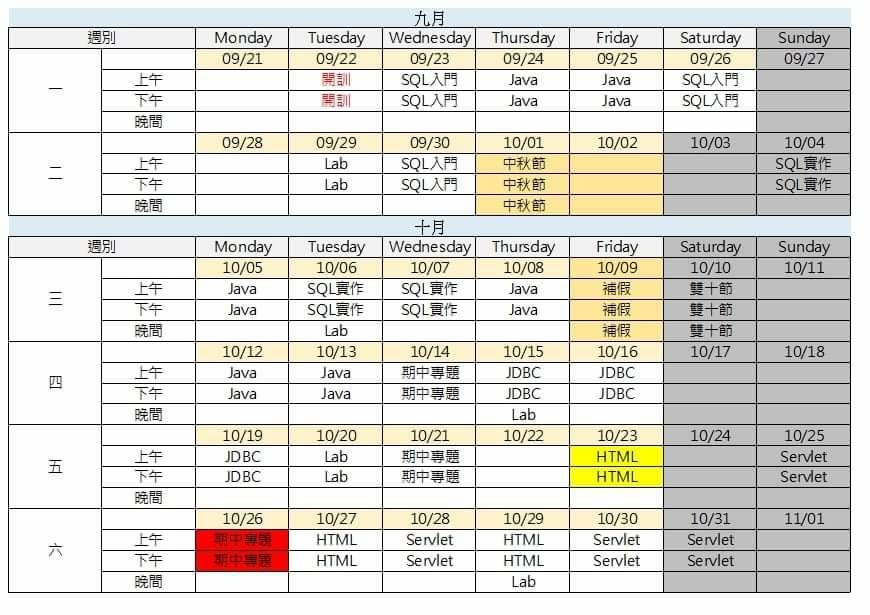 九月
週別 Monday Tuesday Wednesday Thursday Friday Saturday Sunday
09/21 09/22 09/23 09/24 09/25 09/26 09/27
一
上午 開訓 SQL入門 Java Java SQL入門
下午 開訓 SQL入門 Java Java SQL入門
晚間
09/28 09/29 09/30 10/01 10/02 10/03 10/04
二
上午 Lab SQL入門 中秋節 SQL實作
下午 Lab SQL入門 中秋節 SQL實作
晚間 中秋節
十月
週別 Monday Tuesday Wednesday Thursday Friday Saturday Sunday
10/05 10/06 10/07 10/08 10/09 10/10 10/11
三
上午 Java SQL實作 SQL實作 Java 補假 雙十節
下午 Java SQL實作 SQL實作 Java 補假 雙十節
晚間 Lab 補假 雙十節
10/12 10/13 10/14 10/15 10/16 10/17 10/18
四
上午 Java Java 期中專題 JDBC JDBC
下午 Java Java 期中專題 JDBC JDBC
晚間 Lab
10/19 10/20 10/21 10/22 10/23 10/24 10/25
五
上午 JDBC Lab 期中專題 HTML Servlet
下午 JDBC Lab 期中專題 HTML Servlet
晚間
10/26 10/27 10/28 10/29 10/30 10/31 11/01
六
上午 期中專題 HTML Servlet HTML Servlet Servlet
下午 期中專題 HTML Servlet HTML Servlet Servlet
晚間 Lab